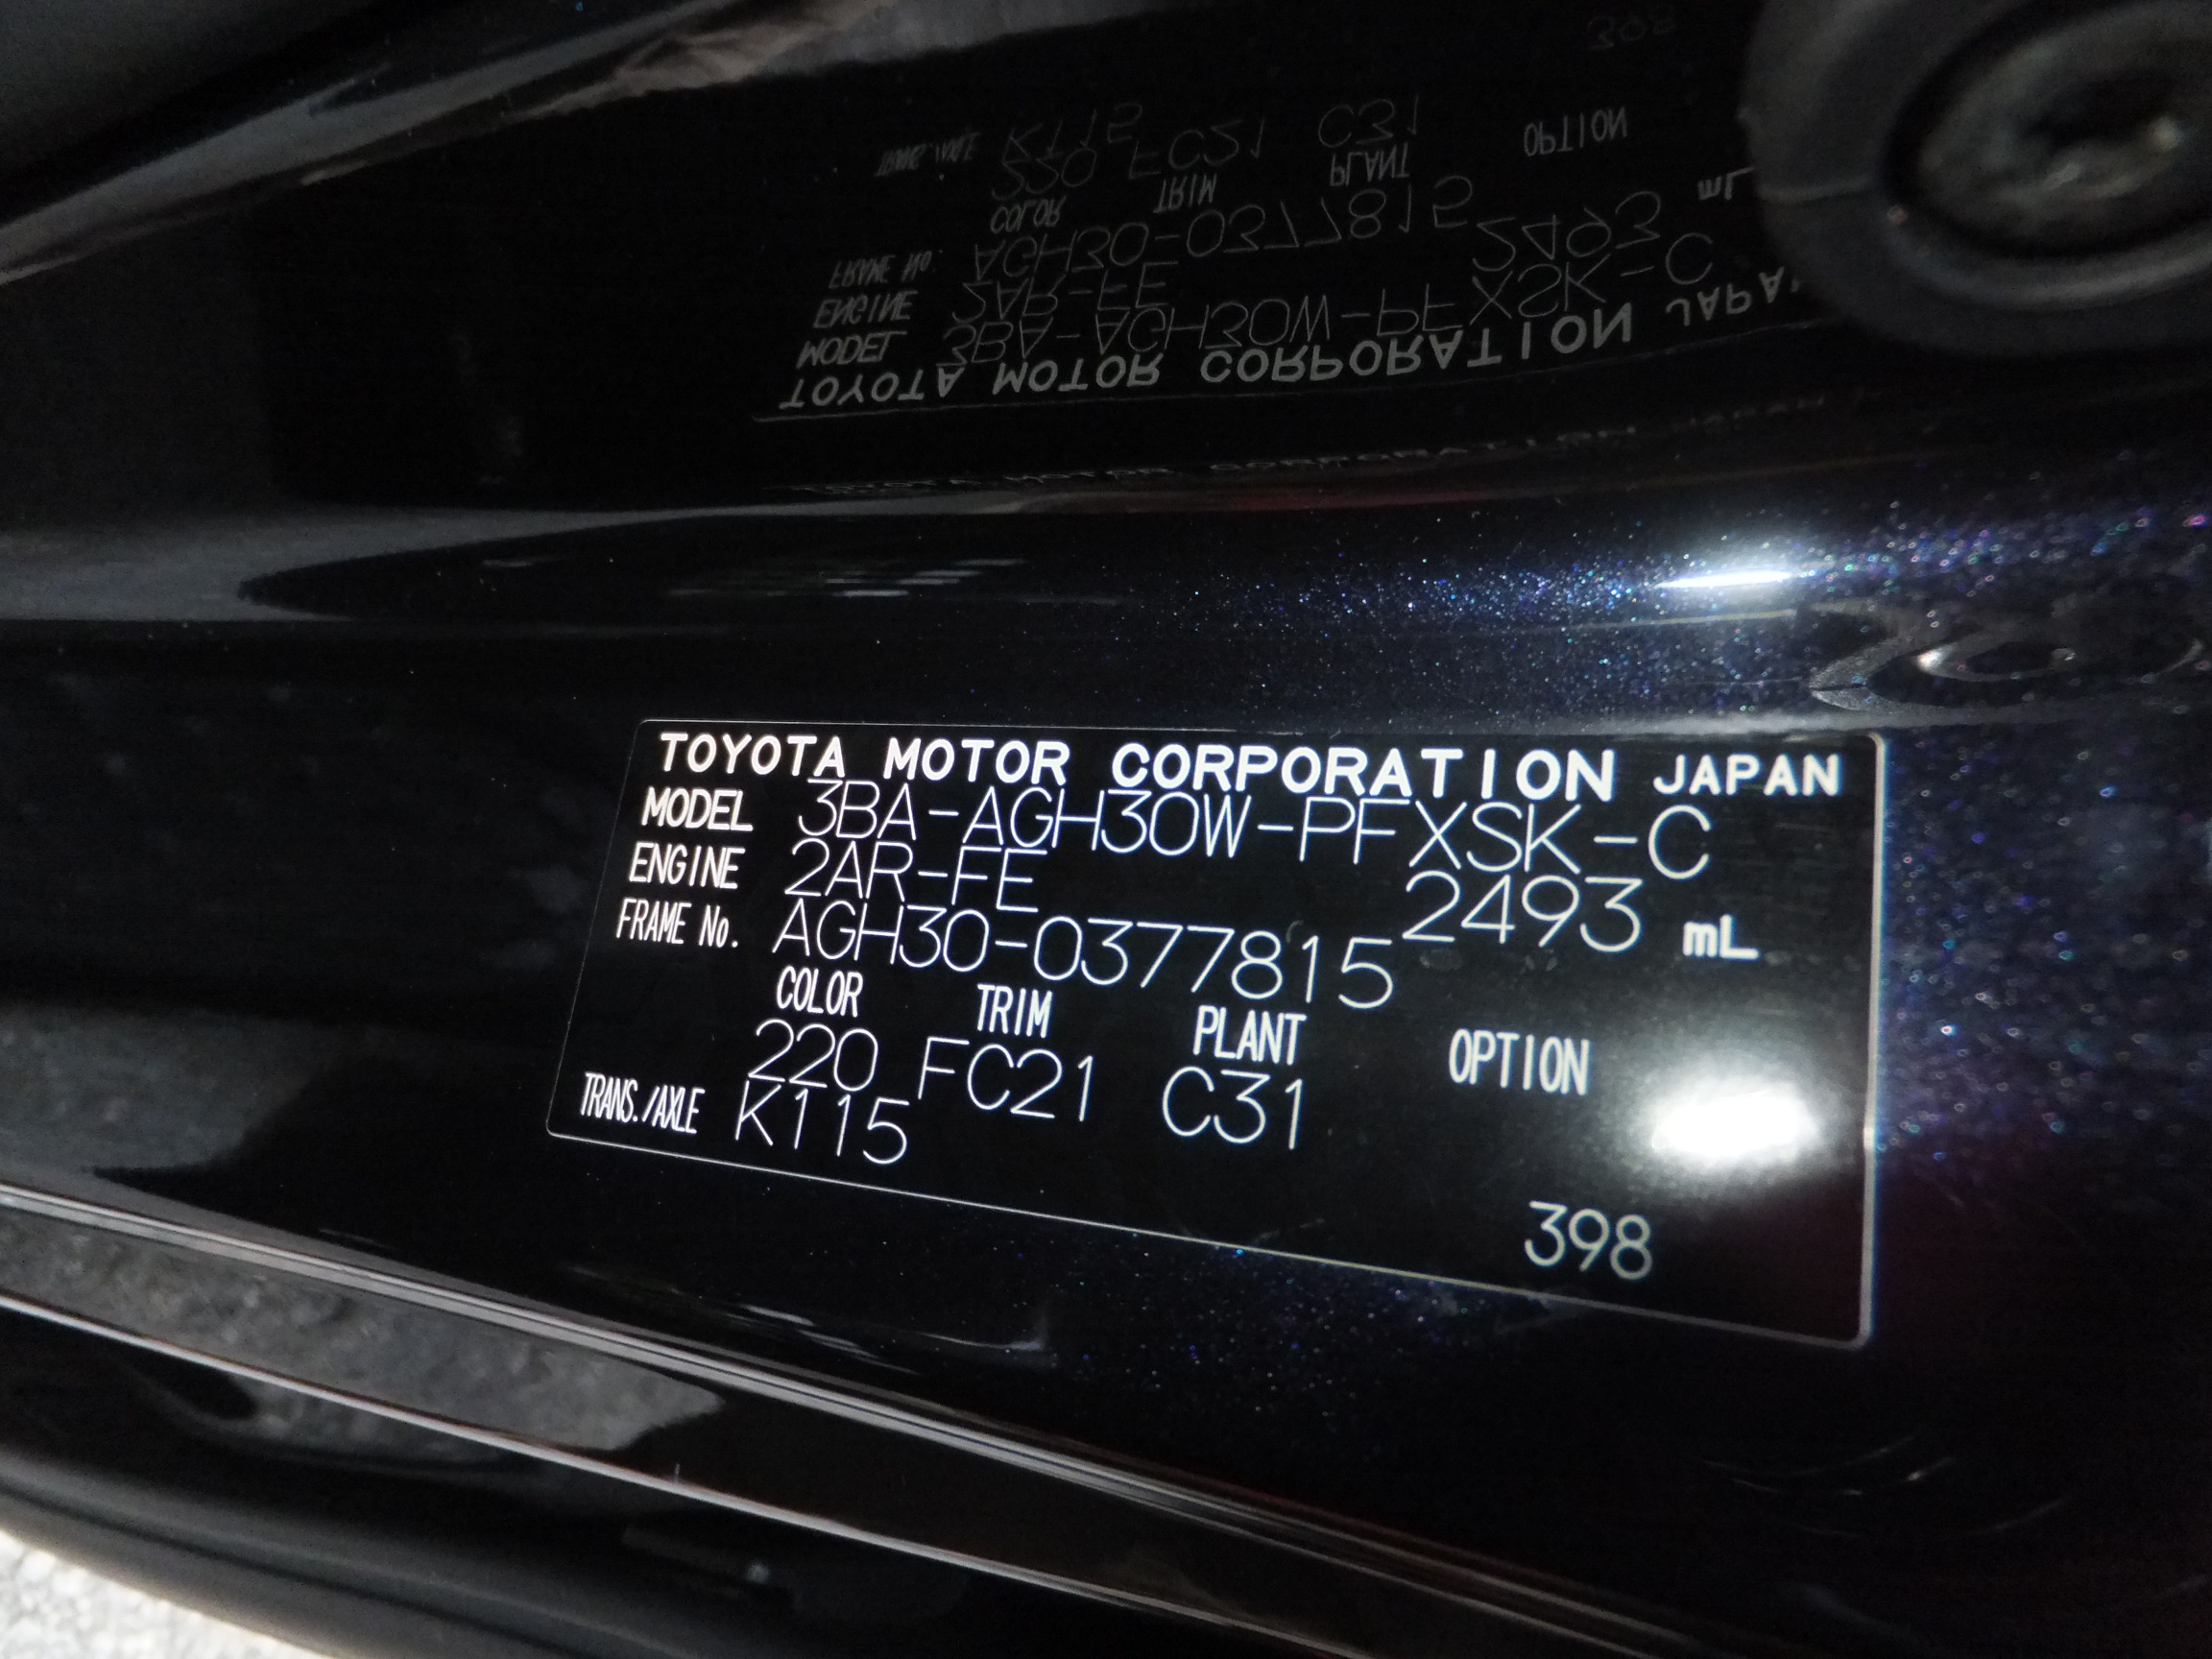 TOYOTA MOTOR CORPORATION JAPAN
MODEL 3BA-AGH30W-PFXSK-C
ENGINE 2AR-FE 2493 mL
FRAME No. AGH30-0377815
COLOR TRIM PLANT OPTION
220 FC21 C31
TRANS./AXLE K115
398